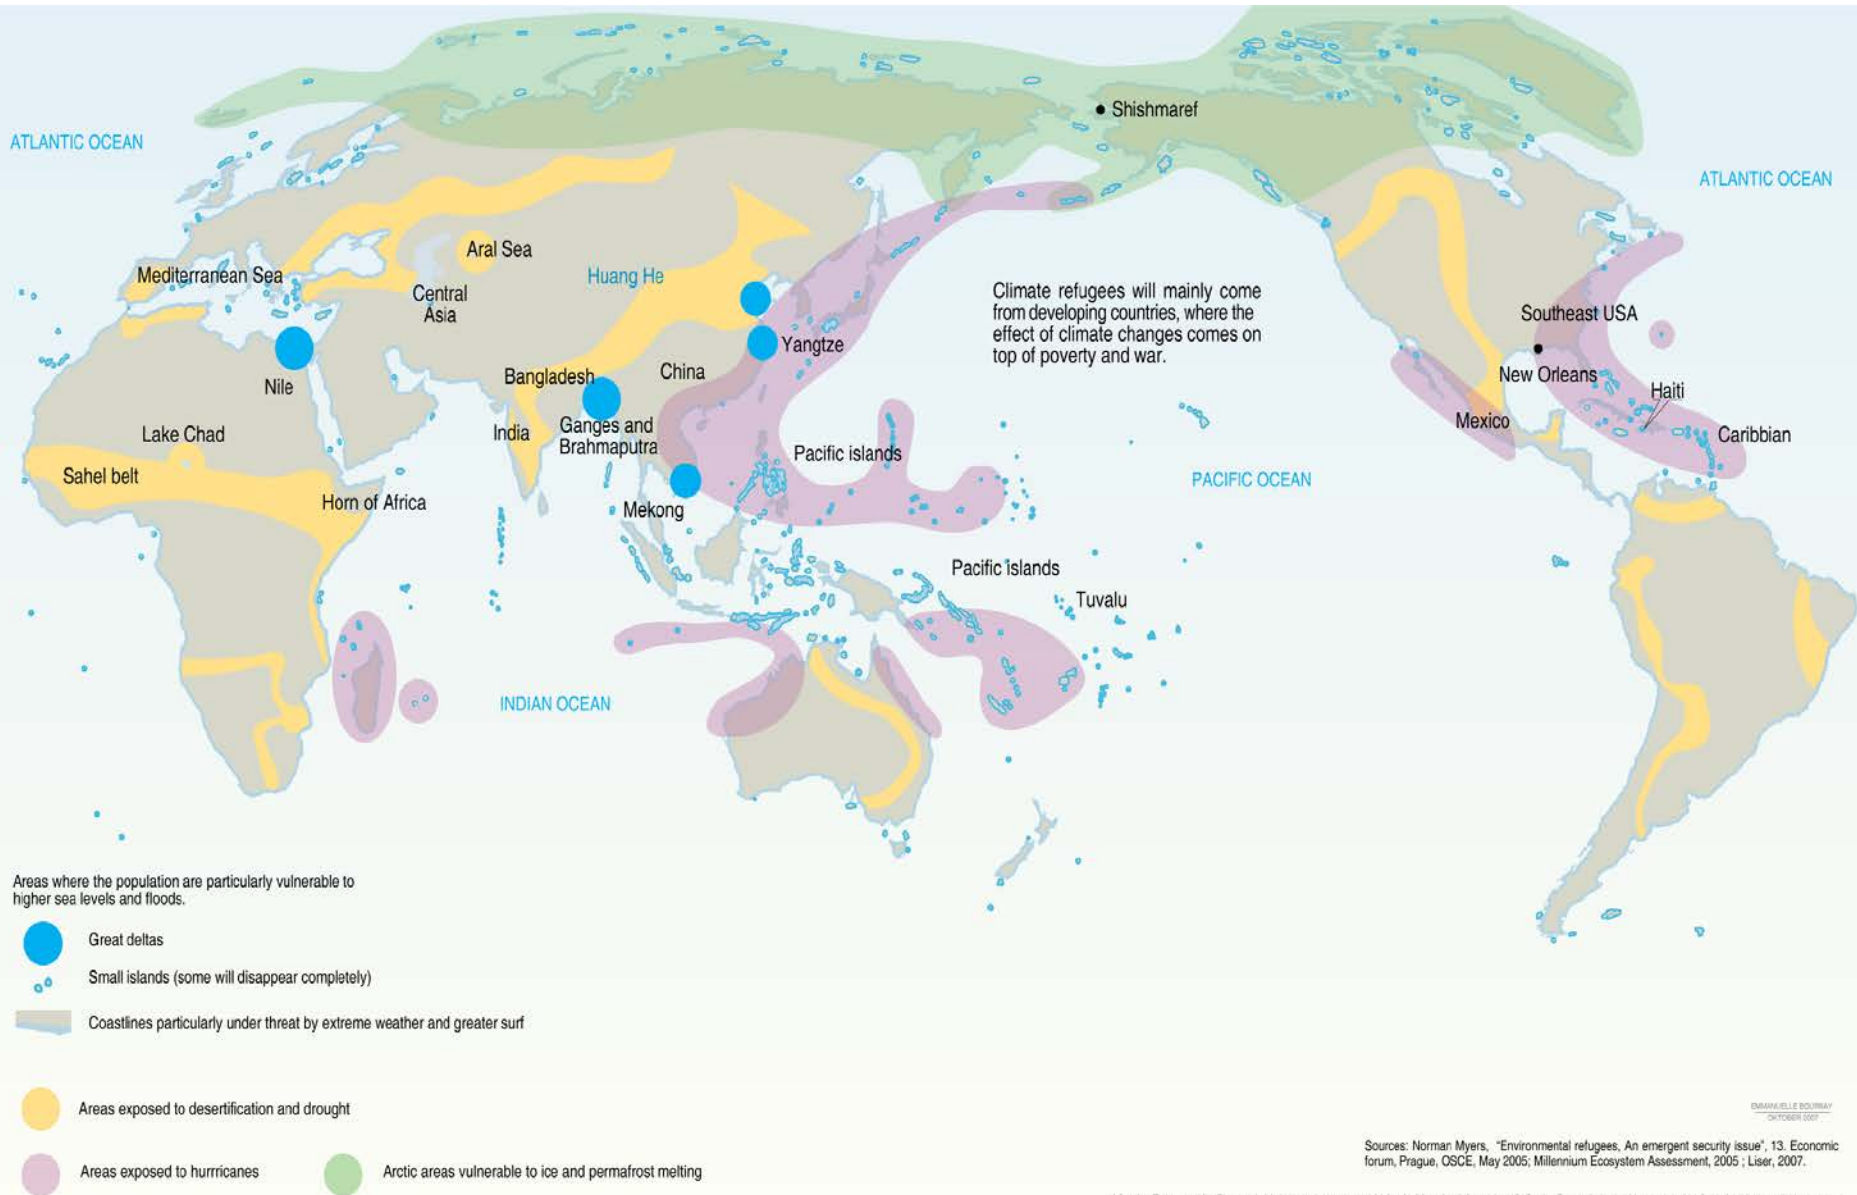 ATLANTIC OCEAN
Shishmaref
ATLANTIC OCEAN
Aral Sea
Mediterranean Sea
Huang He
Central
Asia
Climate refugees will mainly come
from developing countries, where the
effect of climate changes comes on
top of poverty and war.
Southeast USA
Yangtze
Nile
Bangladesh
China
New Orleans
Haiti
Lake Chad
India
Ganges and
Brahmaputra
Mexico
Caribbian
Sahel belt
Pacific islands
Horn of Africa
PACIFIC OCEAN
Mekong
Pacific islands
Tuvalu
INDIAN OCEAN
Areas where the population are particularly vulnerable to
higher sea levels and floods.
Great deltas
Small islands (some will disappear completely)
Coastlines particularly under threat by extreme weather and greater surf
Areas exposed to desertification and drought
Areas exposed to hurrricanes
Arctic areas vulnerable to ice and permafrost melting
EMMANUELLE BOURNAY
OKTOBER 2007
Sources: Norman Myers, "Environmental refugees, An emergent security issue", 13. Economic
forum, Prague, OSCE, May 2005; Millennium Ecosystem Assessment, 2005 ; Liser, 2007.